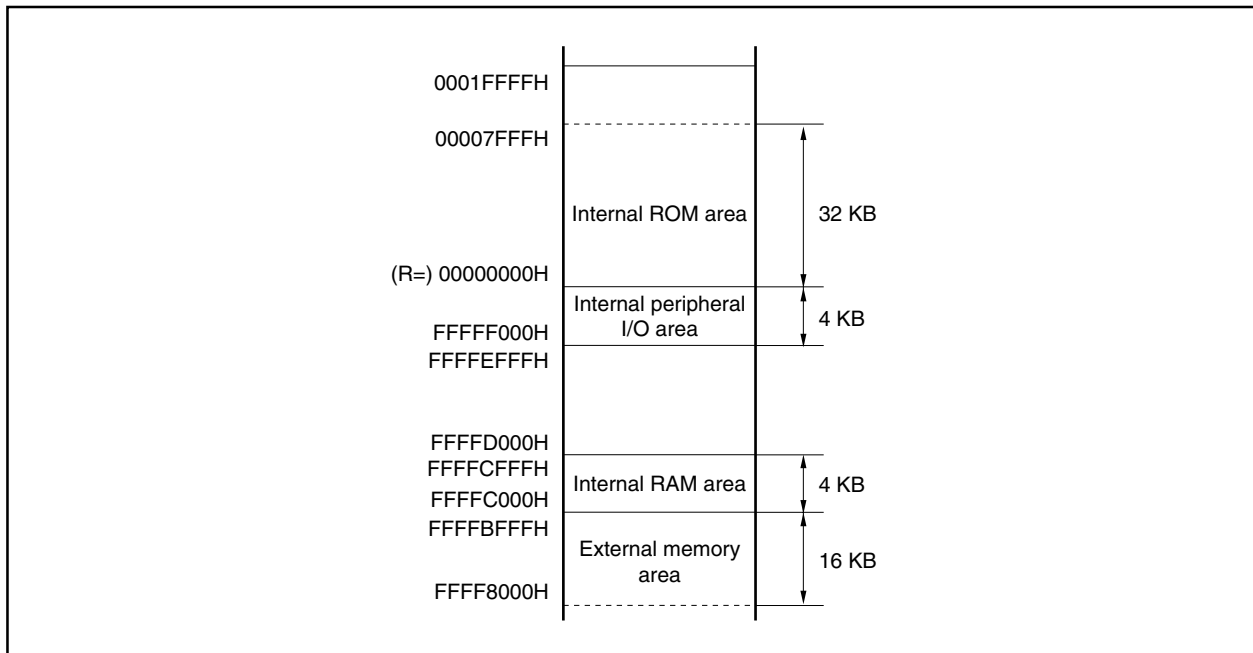 0001FFFFH
00007FFFH
Internal ROM area
32 KB
(R=) 00000000H
Internal peripheral
I/O area
4 KB
FFFFF000H
FFFFEFFFH
FFFFD000H
FFFFCFFFH
Internal RAM area
4 KB
FFFFC000H
FFFFBFFFH
External memory
area
16 KB
FFFF8000H